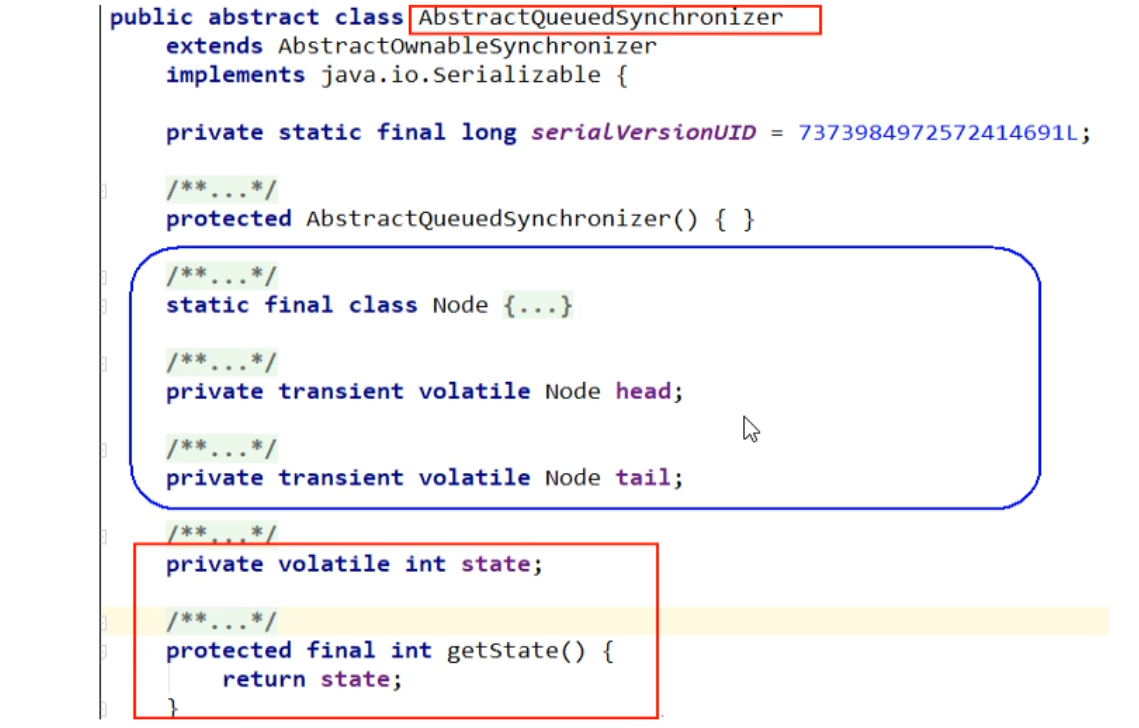 public abstract class AbstractQueuedSynchronizer
extends AbstractOwnableSynchronizer
implements java.io.Serializable {
private static final long serialVersionUID = 7373984972572414691L;
/**...*/
protected AbstractQueuedSynchronizer() { }
/**...*/
static final class Node {...}
/**...*/
private transient volatile Node head;
/**...*/
private transient volatile Node tail;
/**...*/
private volatile int state;
/**...*/
protected final int getState() {
return state;
}